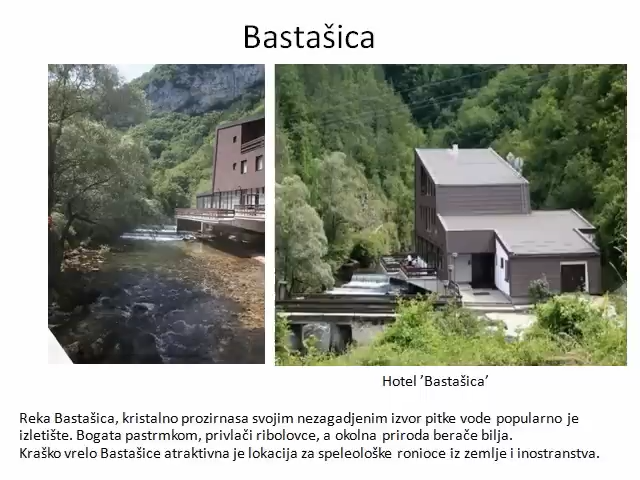 Bastašica
Hotel ’Bastašica’
Reka Bastašica, kristalno prozirnasa svojim nezagadjenim izvor pitke vode popularno je
izletište. Bogata pastrmkom, privlači ribolovce, a okolna priroda berače bilja.
Kraško vrelo Bastašice atraktivna je lokacija za speleološke ronioce iz zemlje i inostranstva.